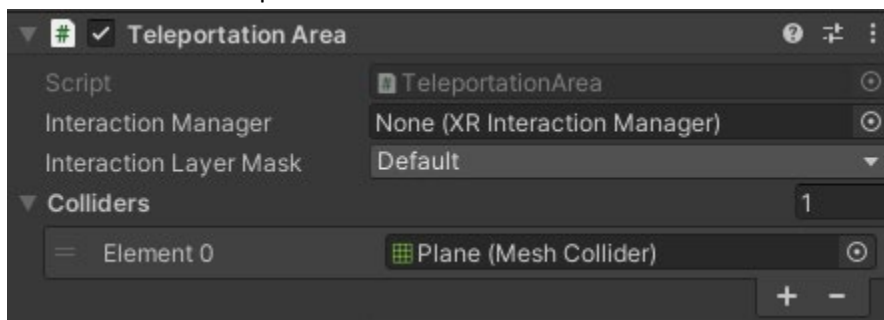 Teleportation Area
Script TeleportationArea
Interaction Manager None (XR Interaction Manager)
Interaction Layer Mask Default
Colliders 1
Element 0 Plane (Mesh Collider)
+ -